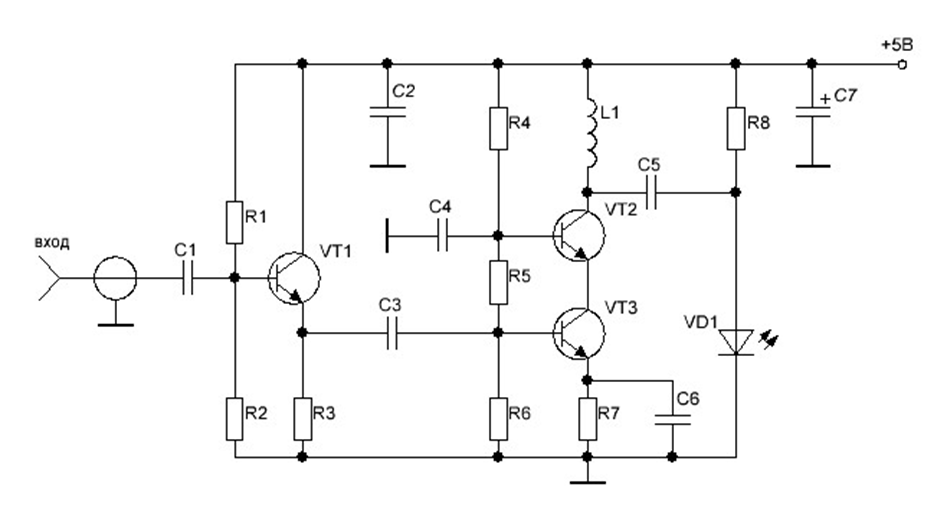 +5В
C2
C7
R4
L1
R8
C5
VT2
C4
R1
вход
C1
VT1
R5
C3
VT3
VD1
R2
R3
R6
R7
C6